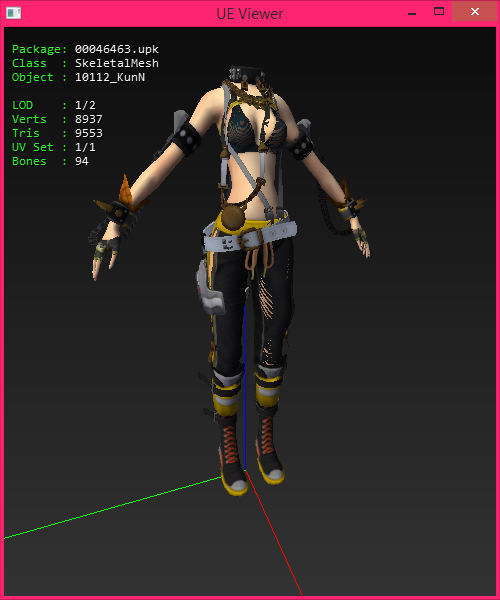 UE Viewer
Package: 00046463.upk
Class  : SkeletalMesh
Object : 10112_KunN
LOD    : 1/2
Verts  : 8937
Tris   : 9553
UV Set : 1/1
Bones  : 94